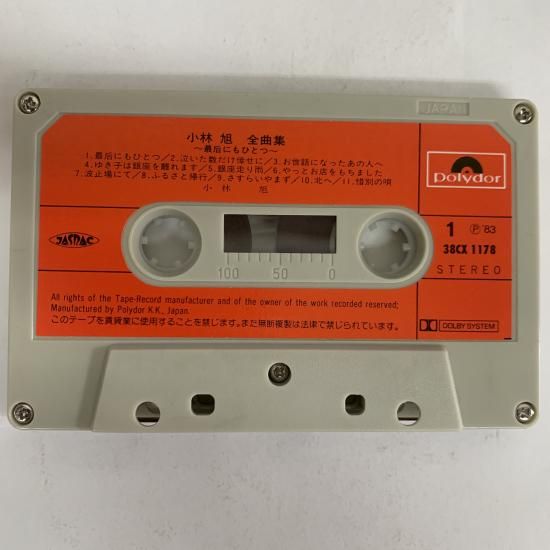 JAPAN
小林 旭 全曲集
〜最后にもひとつ〜
1.最后にもひとつ/2.泣いた数だけ倖せに/3.お世話になったあの人へ
4.ゆき子は銀座を離れます/5.銀座走り雨/6.やっとお店をもちました
7.波止場にて/8.ふるさと帰行/9.さすらいやまず/10.北へ/11.惜別の唄
小林 旭
polydor
JASRAC
1 Ⓟ'83
38CX 1178
STEREO
100 50 0
All rights of the Tape-Record manufacturer and of the owner of the work recorded reserved;
Manufactured by Polydor K.K., Japan.
このテープを賃貸業に使用することを禁じます。また無断複製は法律で禁じられています。
DOLBY SYSTEM